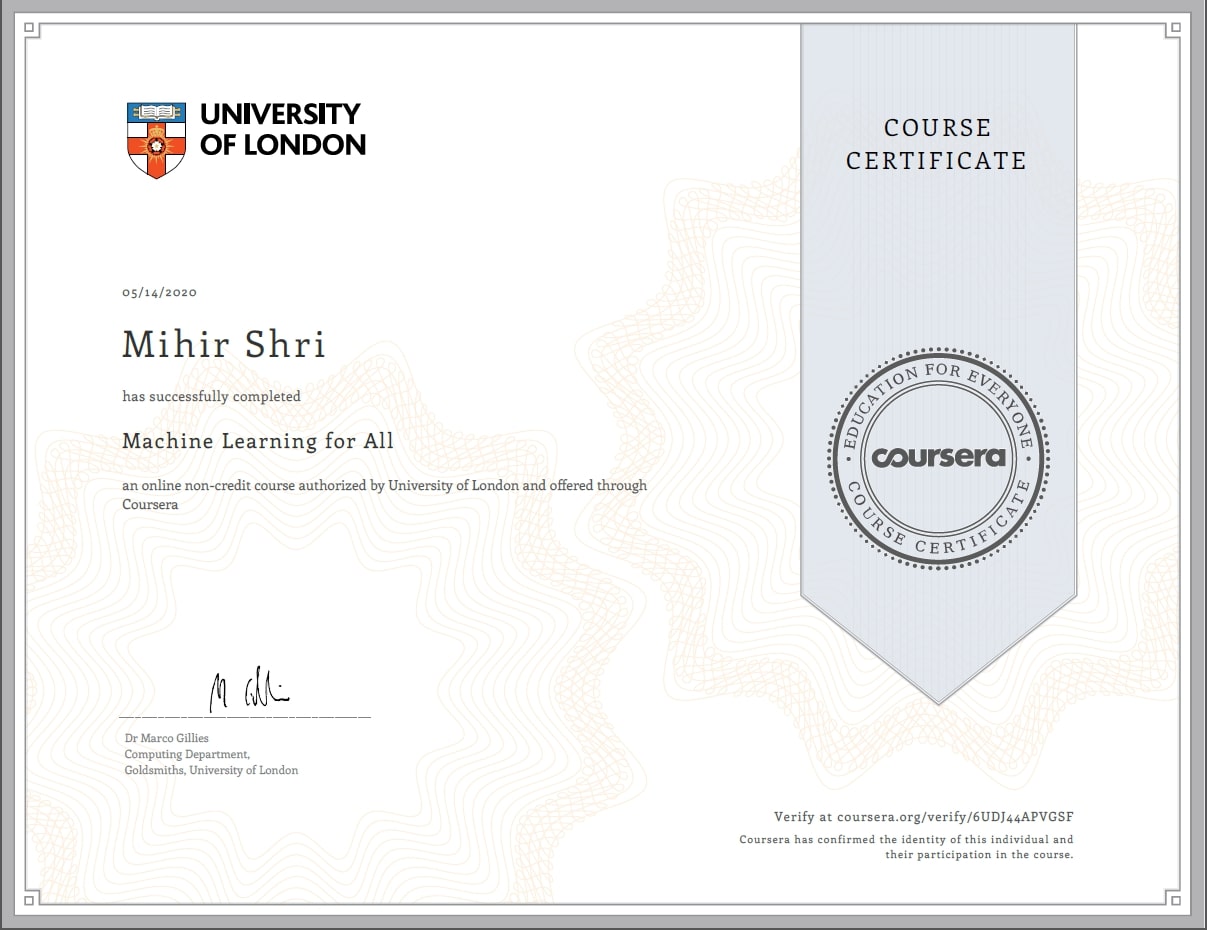 UNIVERSITY
OF LONDON
COURSE
CERTIFICATE
05/14/2020
Mihir Shri
has successfully completed
Machine Learning for All
an online non-credit course authorized by University of London and offered through
Coursera
EDUCATION FOR EVERYONE
coursera
COURSE CERTIFICATE
M Gillies
Dr Marco Gillies
Computing Department,
Goldsmiths, University of London
Verify at coursera.org/verify/6UDJ44APVGSF
Coursera has confirmed the identity of this individual and
their participation in the course.